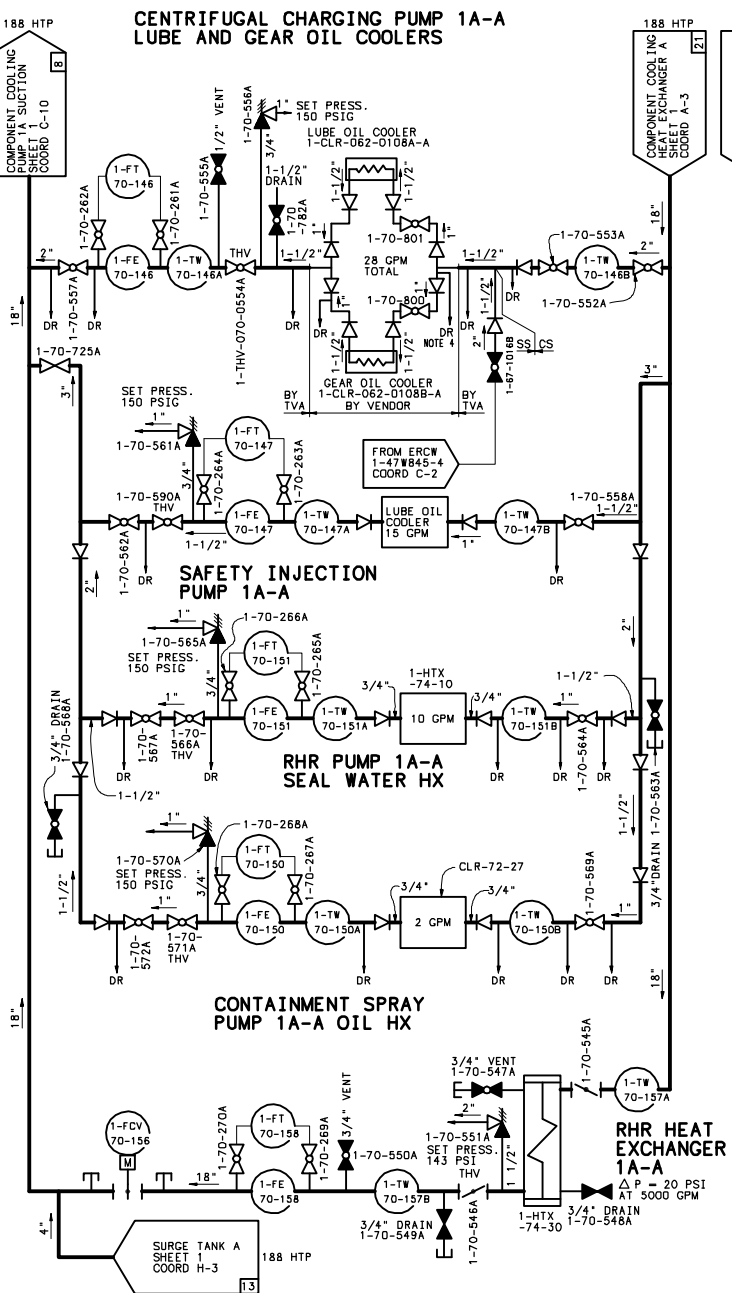 CENTRIFUGAL CHARGING PUMP 1A-A
LUBE AND GEAR OIL COOLERS
188 HTP
8
COMPONENT COOLING
PUMP 1A SUCTION
SHEET 1
COORD C-10
188 HTP
21
COMPONENT COOLING
HEAT EXCHANGER A
SHEET 1
COORD A-3
18"
1-FT
70-146
1-70-262A
1-70-261A
1-70-555A
1/2" VENT
1-70-556A
3/4"
1"
SET PRESS.
150 PSIG
1-1/2"
DRAIN
1-70
-782A
LUBE OIL COOLER
1-CLR-062-0108A-A
1-1/2"
1-1/2"
1-70-801
1"
1"
28 GPM
TOTAL
1-70-800
1"
1"
1-1/2"
1-1/2"
GEAR OIL COOLER
1-CLR-062-0108B-A
2"
1-70-557A
1-FE
70-146
1-TW
70-146A
THV
1-THV-070-0554A
1-1/2"
DR
DR
DR
DR
DR
NOTE 4
1-1/2"
1-1/2"
2"
1-67-1016B
DR
SS
CS
1-70-553A
1-TW
70-146B
2"
1-70-552A
DR
BY
TVA
BY VENDOR
BY
TVA
18"
1-70-725A
3"
3"
SET PRESS.
150 PSIG
1"
1-70-561A
3/4"
1-70-264A
1-FT
70-147
1-70-263A
FROM ERCW
1-47W845-4
COORD C-2
1-70-590A
THV
1-70-562A
DR
1-1/2"
1-FE
70-147
1-TW
70-147A
LUBE OIL
COOLER
15 GPM
1"
1-TW
70-147B
DR
1-70-558A
1-1/2"
SAFETY INJECTION
PUMP 1A-A
2"
2"
1"
1-70-565A
SET PRESS.
150 PSIG
3/4"
1-70-266A
1-FT
70-151
1-70-265A
1-HTX
-74-10
3/4"
10 GPM
3/4"
1-1/2"
1"
3/4" DRAIN
1-70-568A
1-1/2"
DR
1-70-
567A
1"
1-70-
566A
THV
DR
1-FE
70-151
1-TW
70-151A
1-TW
70-151B
DR
1-70-564A
DR
DR
3/4"DRAIN 1-70-563A
RHR PUMP 1A-A
SEAL WATER HX
1-1/2"
1-1/2"
1"
1-70-570A
SET PRESS.
150 PSIG
3/4"
1-70-268A
1-FT
70-150
1-70-267A
CLR-72-27
3/4"
2 GPM
3/4"
1-70-569A
1"
DR
1-70-
572A
1"
1-70-
571A
THV
1-FE
70-150
1-TW
70-150A
DR
1-TW
70-150B
DR
DR
DR
CONTAINMENT SPRAY
PUMP 1A-A OIL HX
18"
18"
1-FCV
70-156
M
18"
1-70-270A
1-FT
70-158
1-70-269A
1-FE
70-158
3/4" VENT
1-70-550A
1-TW
70-157B
3/4" DRAIN
1-70-549A
THV
1-70-546A
3/4" VENT
1-70-547A
2"
1-70-551A
SET PRESS.
143 PSI
1 1/2"
1-70-545A
1-TW
70-157A
RHR HEAT
EXCHANGER
1A-A
△ P = 20 PSI
AT 5000 GPM
1-HTX
-74-30
3/4" DRAIN
1-70-548A
4"
SURGE TANK A
SHEET 1
COORD H-3
13
188 HTP